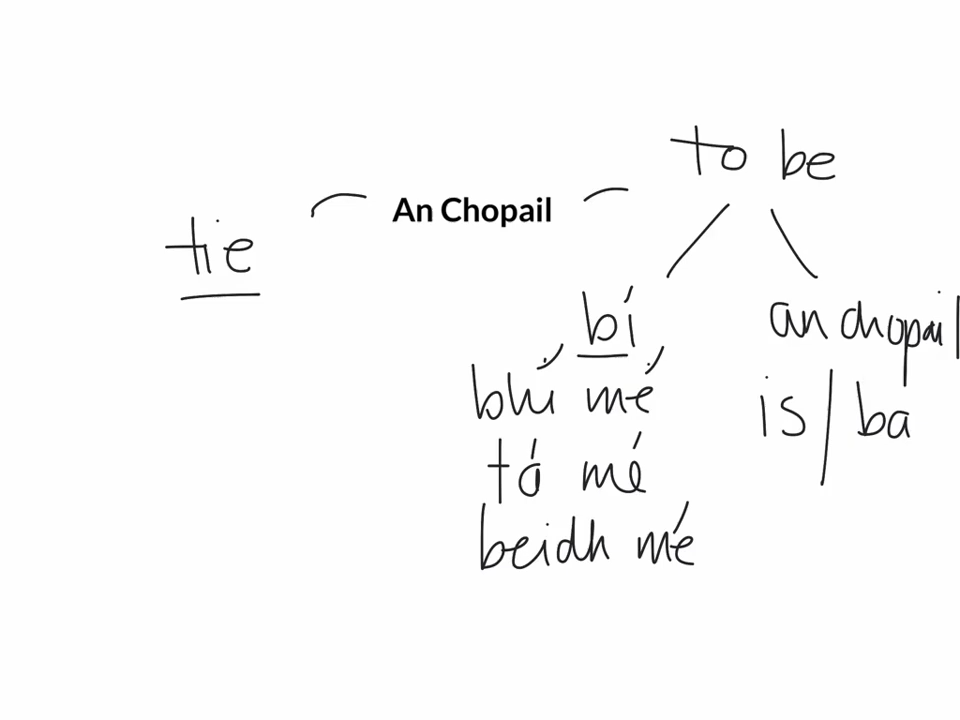 to be
An Chopail
tie
bí
an chopail
bhí mé
is/ba
tá mé
beidh mé